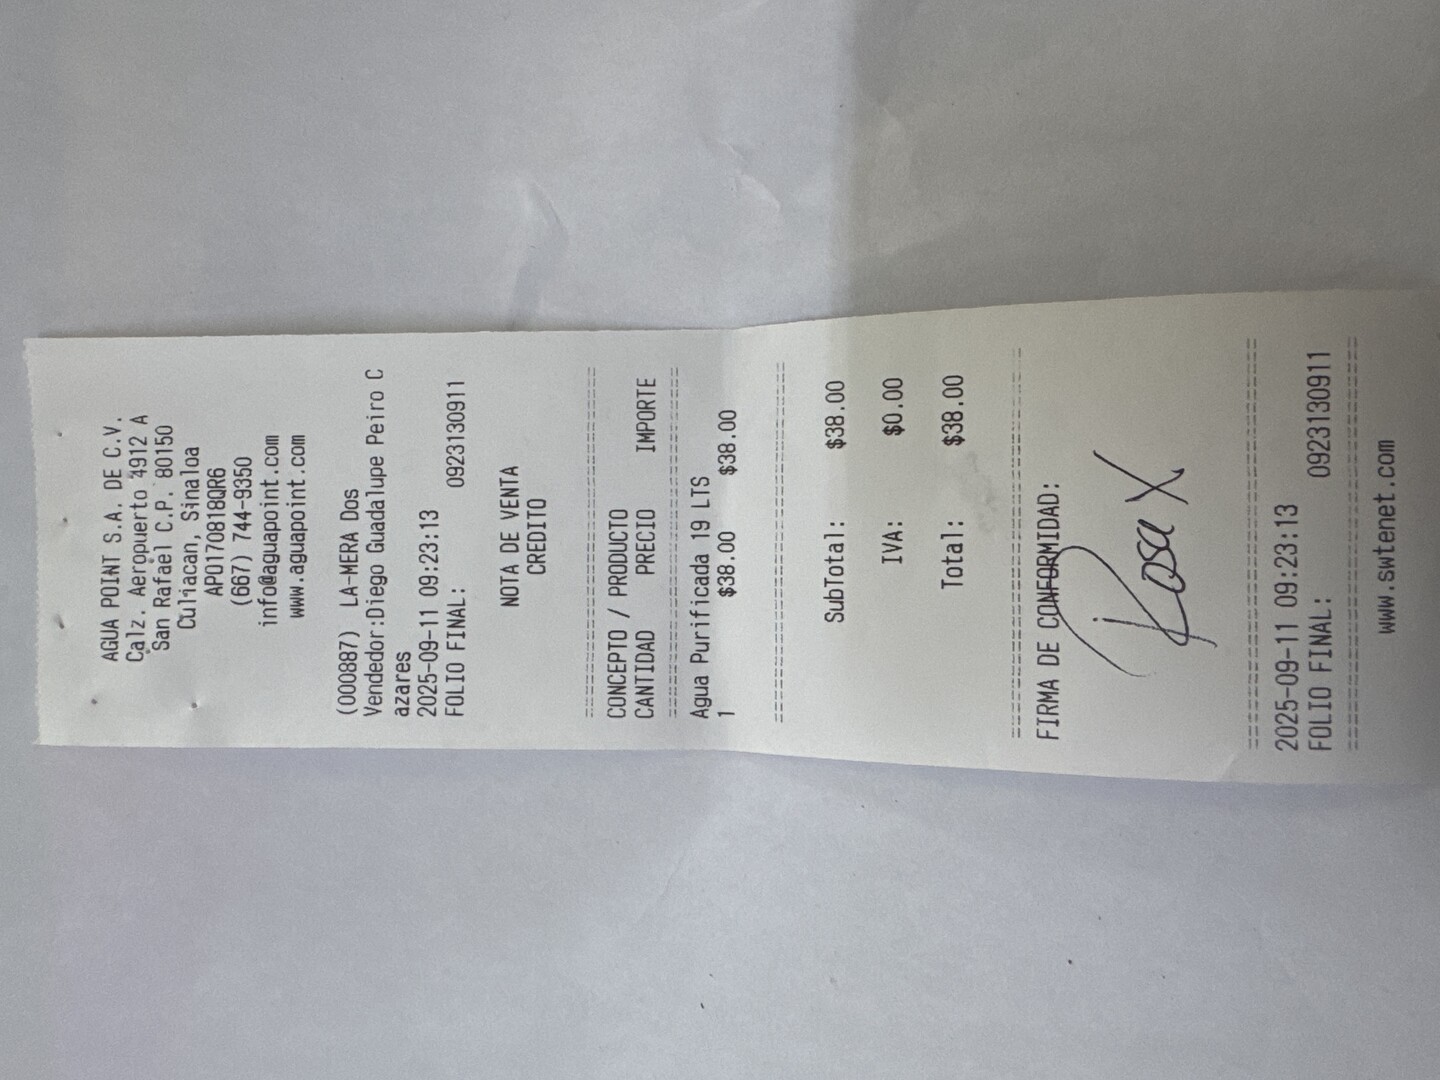 AGUA POINT S.A. DE C.V.
Calz. Aeropuerto 4912 A
San Rafael C.P. 80150
Culiacan, Sinaloa
APO170818QR6
(667) 744-9350
info@aguapoint.com
www.aguapoint.com
(000887) LA-MERA Dos
Vendedor:Diego Guadalupe Peiro C
azares
2025-09-11 09:23:13
FOLIO FINAL: 0923130911
NOTA DE VENTA
CREDITO
================================
CONCEPTO / PRODUCTO
CANTIDAD PRECIO IMPORTE
================================
Agua Purificada 19 LTS
1 $38.00 $38.00
================================
SubTotal: $38.00
IVA: $0.00
Total: $38.00
================================
FIRMA DE CONFORMIDAD:
Rosa X
================================
2025-09-11 09:23:13
FOLIO FINAL: 0923130911
================================
www.swtenet.com